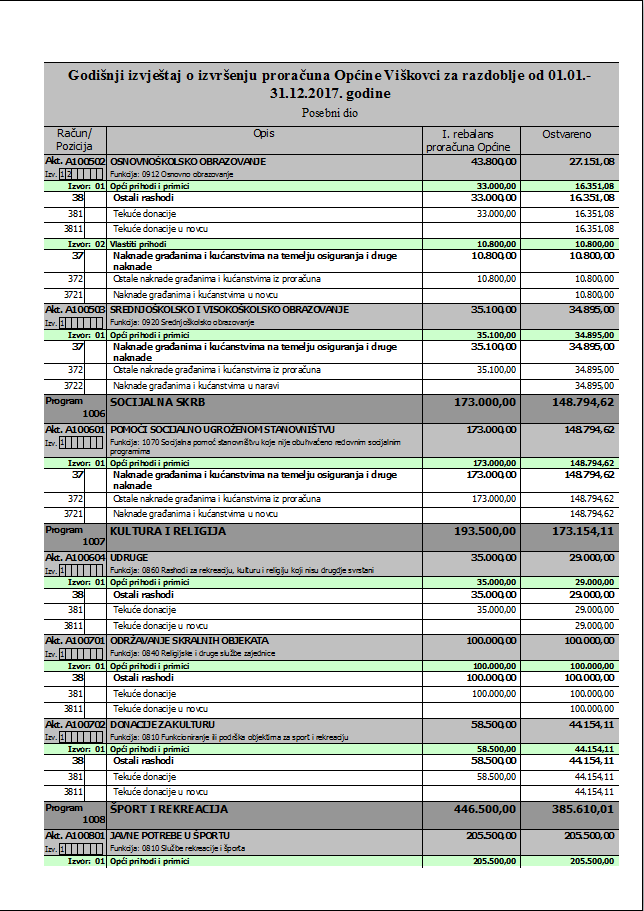 Godišnji izvještaj o izvršenju proračuna Općine Viškovci za razdoblje od 01.01.-
31.12.2017. godine
Posebni dio
Račun/ Opis I. rebalans Ostvareno
Pozicija proračuna Općine
Akt. A100502 OSNOVNOŠKOLSKO OBRAZOVANJE 43.800,00 27.151,08
Izv. 1 2 Funkcija: 0912 Osnovno obrazovanje
Izvor: 01 Opći prihodi i primici 33.000,00 16.351,08
38 Ostali rashodi 33.000,00 16.351,08
381 Tekuće donacije 33.000,00 16.351,08
3811 Tekuće donacije u novcu 16.351,08
Izvor: 02 Vlastiti prihodi 10.800,00 10.800,00
37 Naknade građanima i kućanstvima na temelju osiguranja i druge 10.800,00 10.800,00
naknade
372 Ostale naknade građanima i kućanstvima iz proračuna 10.800,00 10.800,00
3721 Naknade građanima i kućanstvima u novcu 10.800,00
Akt. A100503 SREDNJOŠKOLSKO I VISOKOŠKOLSKO OBRAZOVANJE 35.100,00 34.895,00
Izv. 1 Funkcija: 0920 Srednjoškolsko obrazovanje
Izvor: 01 Opći prihodi i primici 35.100,00 34.895,00
37 Naknade građanima i kućanstvima na temelju osiguranja i druge 35.100,00 34.895,00
naknade
372 Ostale naknade građanima i kućanstvima iz proračuna 35.100,00 34.895,00
3722 Naknade građanima i kućanstvima u naravi 34.895,00
Program SOCIJALNA SKRB 173.000,00 148.794,62
1006
Akt. A100601 POMOĆI SOCIJALNO UGROŽENOM STANOVNIŠTVU 173.000,00 148.794,62
Izv. 1 Funkcija: 1070 Socijalna pomoć stanovništvu koje nije obuhvaćeno redovnim socijalnim
programima
Izvor: 01 Opći prihodi i primici 173.000,00 148.794,62
37 Naknade građanima i kućanstvima na temelju osiguranja i druge 173.000,00 148.794,62
naknade
372 Ostale naknade građanima i kućanstvima iz proračuna 173.000,00 148.794,62
3721 Naknade građanima i kućanstvima u novcu 148.794,62
Program KULTURA I RELIGIJA 193.500,00 173.154,11
1007
Akt. A100604 UDRUGE 35.000,00 29.000,00
Izv. 1 Funkcija: 0860 Rashodi za rekreaciju, kulturu i religiju koji nisu drugdje svrstani
Izvor: 01 Opći prihodi i primici 35.000,00 29.000,00
38 Ostali rashodi 35.000,00 29.000,00
381 Tekuće donacije 35.000,00 29.000,00
3811 Tekuće donacije u novcu 29.000,00
Akt. A100701 ODRŽAVANJE SKRALNIH OBJEKATA 100.000,00 100.000,00
Izv. 1 Funkcija: 0840 Religijske i druge službe zajednice
Izvor: 01 Opći prihodi i primici 100.000,00 100.000,00
38 Ostali rashodi 100.000,00 100.000,00
381 Tekuće donacije 100.000,00 100.000,00
3811 Tekuće donacije u novcu 100.000,00
Akt. A100702 DONACIJE ZA KULTURU 58.500,00 44.154,11
Izv. 1 Funkcija: 0810 Funkcioniranje ili podrška objektima za sport i rekreaciju
Izvor: 01 Opći prihodi i primici 58.500,00 44.154,11
38 Ostali rashodi 58.500,00 44.154,11
381 Tekuće donacije 58.500,00 44.154,11
3811 Tekuće donacije u novcu 44.154,11
Program ŠPORT I REKREACIJA 446.500,00 385.610,01
1008
Akt. A100801 JAVNE POTREBE U ŠPORTU 205.500,00 205.500,00
Izv. 1 Funkcija: 0810 Službe rekreacije i športa
Izvor: 01 Opći prihodi i primici 205.500,00 205.500,00